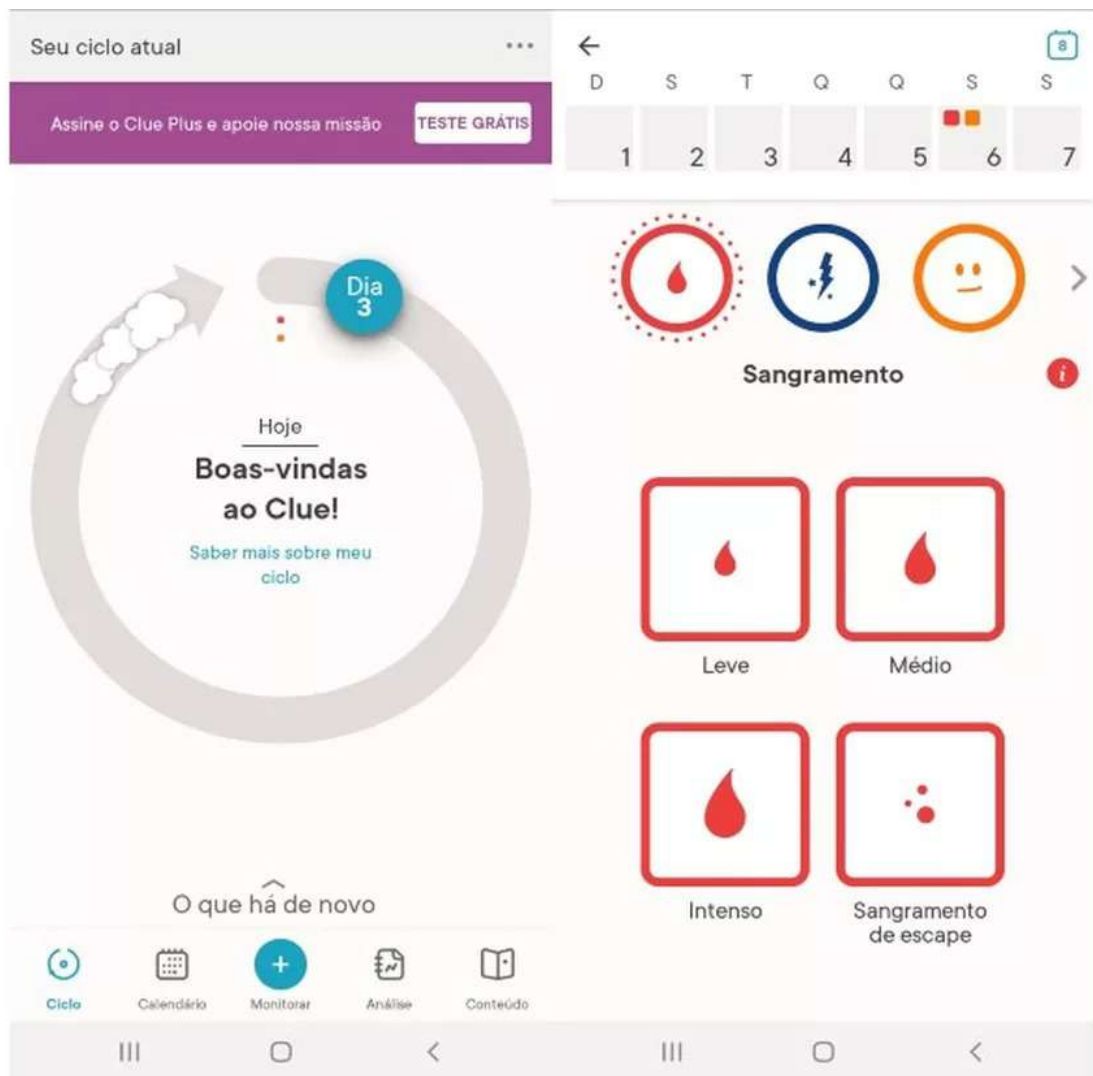 Seu ciclo atual
Assine o Clue Plus e apoie nossa missão
TESTE GRÁTIS
Dia
3
Hoje
Boas-vindas
ao Clue!
Saber mais sobre meu
ciclo
O que há de novo
Ciclo Calendário Monitorar Análise Conteúdo
8
D S T Q Q S S
1 2 3 4 5 6 7
Sangramento
i
Leve Médio
Intenso Sangramento
de escape